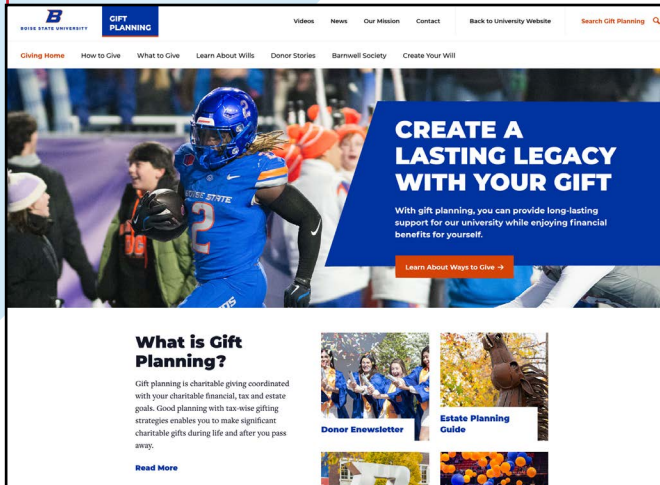 B
BOISE STATE UNIVERSITY
GIFT
PLANNING
Videos News Our Mission Contact Back to University Website Search Gift Planning
Giving Home How to Give What to Give Learn About Wills Donor Stories Barnwell Society Create Your Will
2
BOISE STATE
2
CREATE A
LASTING LEGACY
WITH YOUR GIFT
With gift planning, you can provide long-lasting
support for our university while enjoying financial
benefits for yourself.
Learn About Ways to Give →
What is Gift
Planning?
Gift planning is charitable giving coordinated
with your charitable financial, tax and estate
goals. Good planning with tax-wise gifting
strategies enables you to make significant
charitable gifts during life and after you pass
away.
Read More
Donor Enewsletter
Estate Planning
Guide